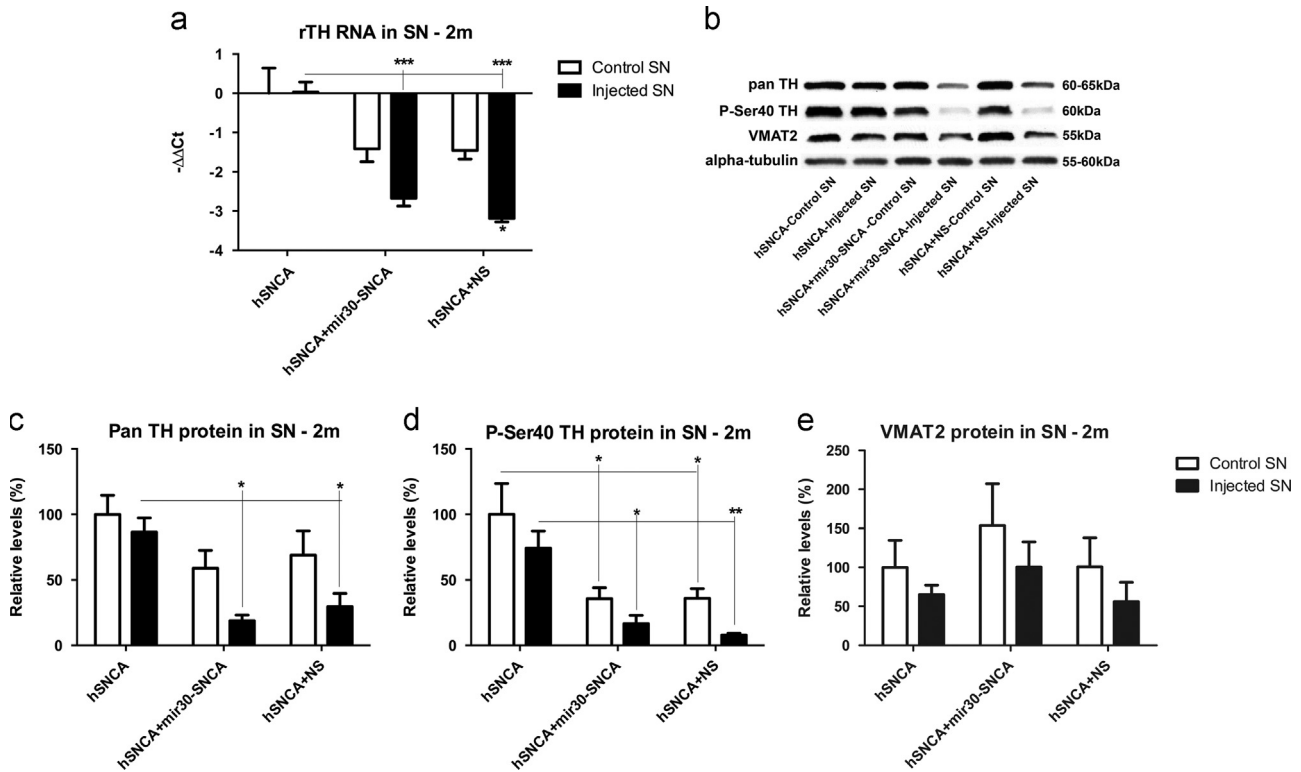 a
rTH RNA in SN - 2m
-ΔΔCt
1
0
-1
-2
-3
-4
***
***
*
Control SN
Injected SN
hSNCA
hSNCA+mir30-SNCA
hSNCA+NS
b
pan TH
60-65kDa
P-Ser40 TH
60kDa
VMAT2
55kDa
alpha-tubulin
55-60kDa
hSNCA-Control SN
hSNCA-Injected SN
hSNCA+mir30-SNCA -Control SN
hSNCA+mir30-SNCA-Injected SN
hSNCA+NS-Control SN
hSNCA+NS-Injected SN
c
Pan TH protein in SN - 2m
Relative levels (%)
150
100
50
0
*
*
hSNCA
hSNCA+mir30-SNCA
hSNCA+NS
d
P-Ser40 TH protein in SN - 2m
Relative levels (%)
150
100
50
0
*
*
*
**
hSNCA
hSNCA+mir30-SNCA
hSNCA+NS
e
VMAT2 protein in SN - 2m
Relative levels (%)
250
200
150
100
50
0
Control SN
Injected SN
hSNCA
hSNCA+mir30-SNCA
hSNCA+NS